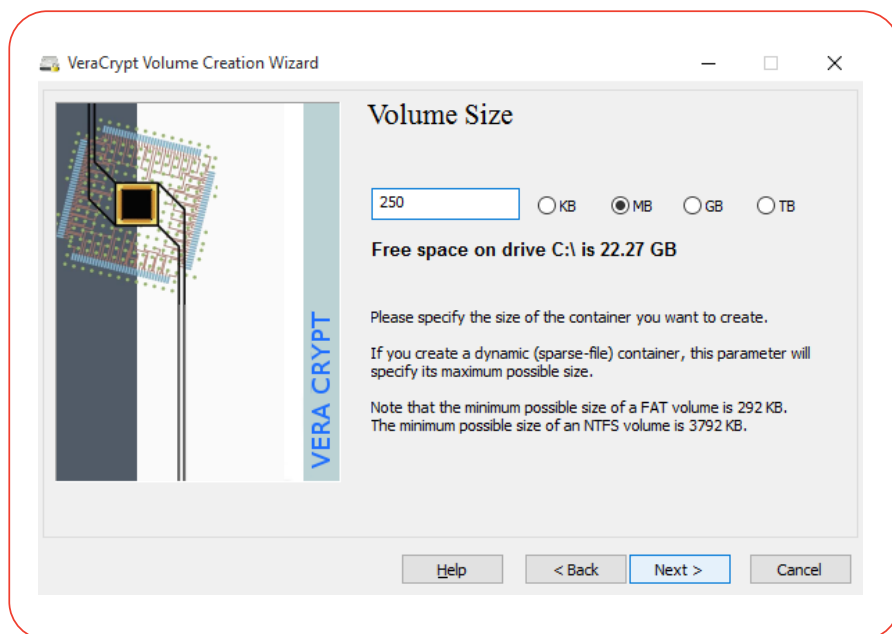 VeraCrypt Volume Creation Wizard
Volume Size
250
KB
MB
GB
TB
Free space on drive C:\ is 22.27 GB
Please specify the size of the container you want to create.
If you create a dynamic (sparse-file) container, this parameter will
specify its maximum possible size.
Note that the minimum possible size of a FAT volume is 292 KB.
The minimum possible size of an NTFS volume is 3792 KB.
VERA CRYPT
Help
< Back
Next >
Cancel